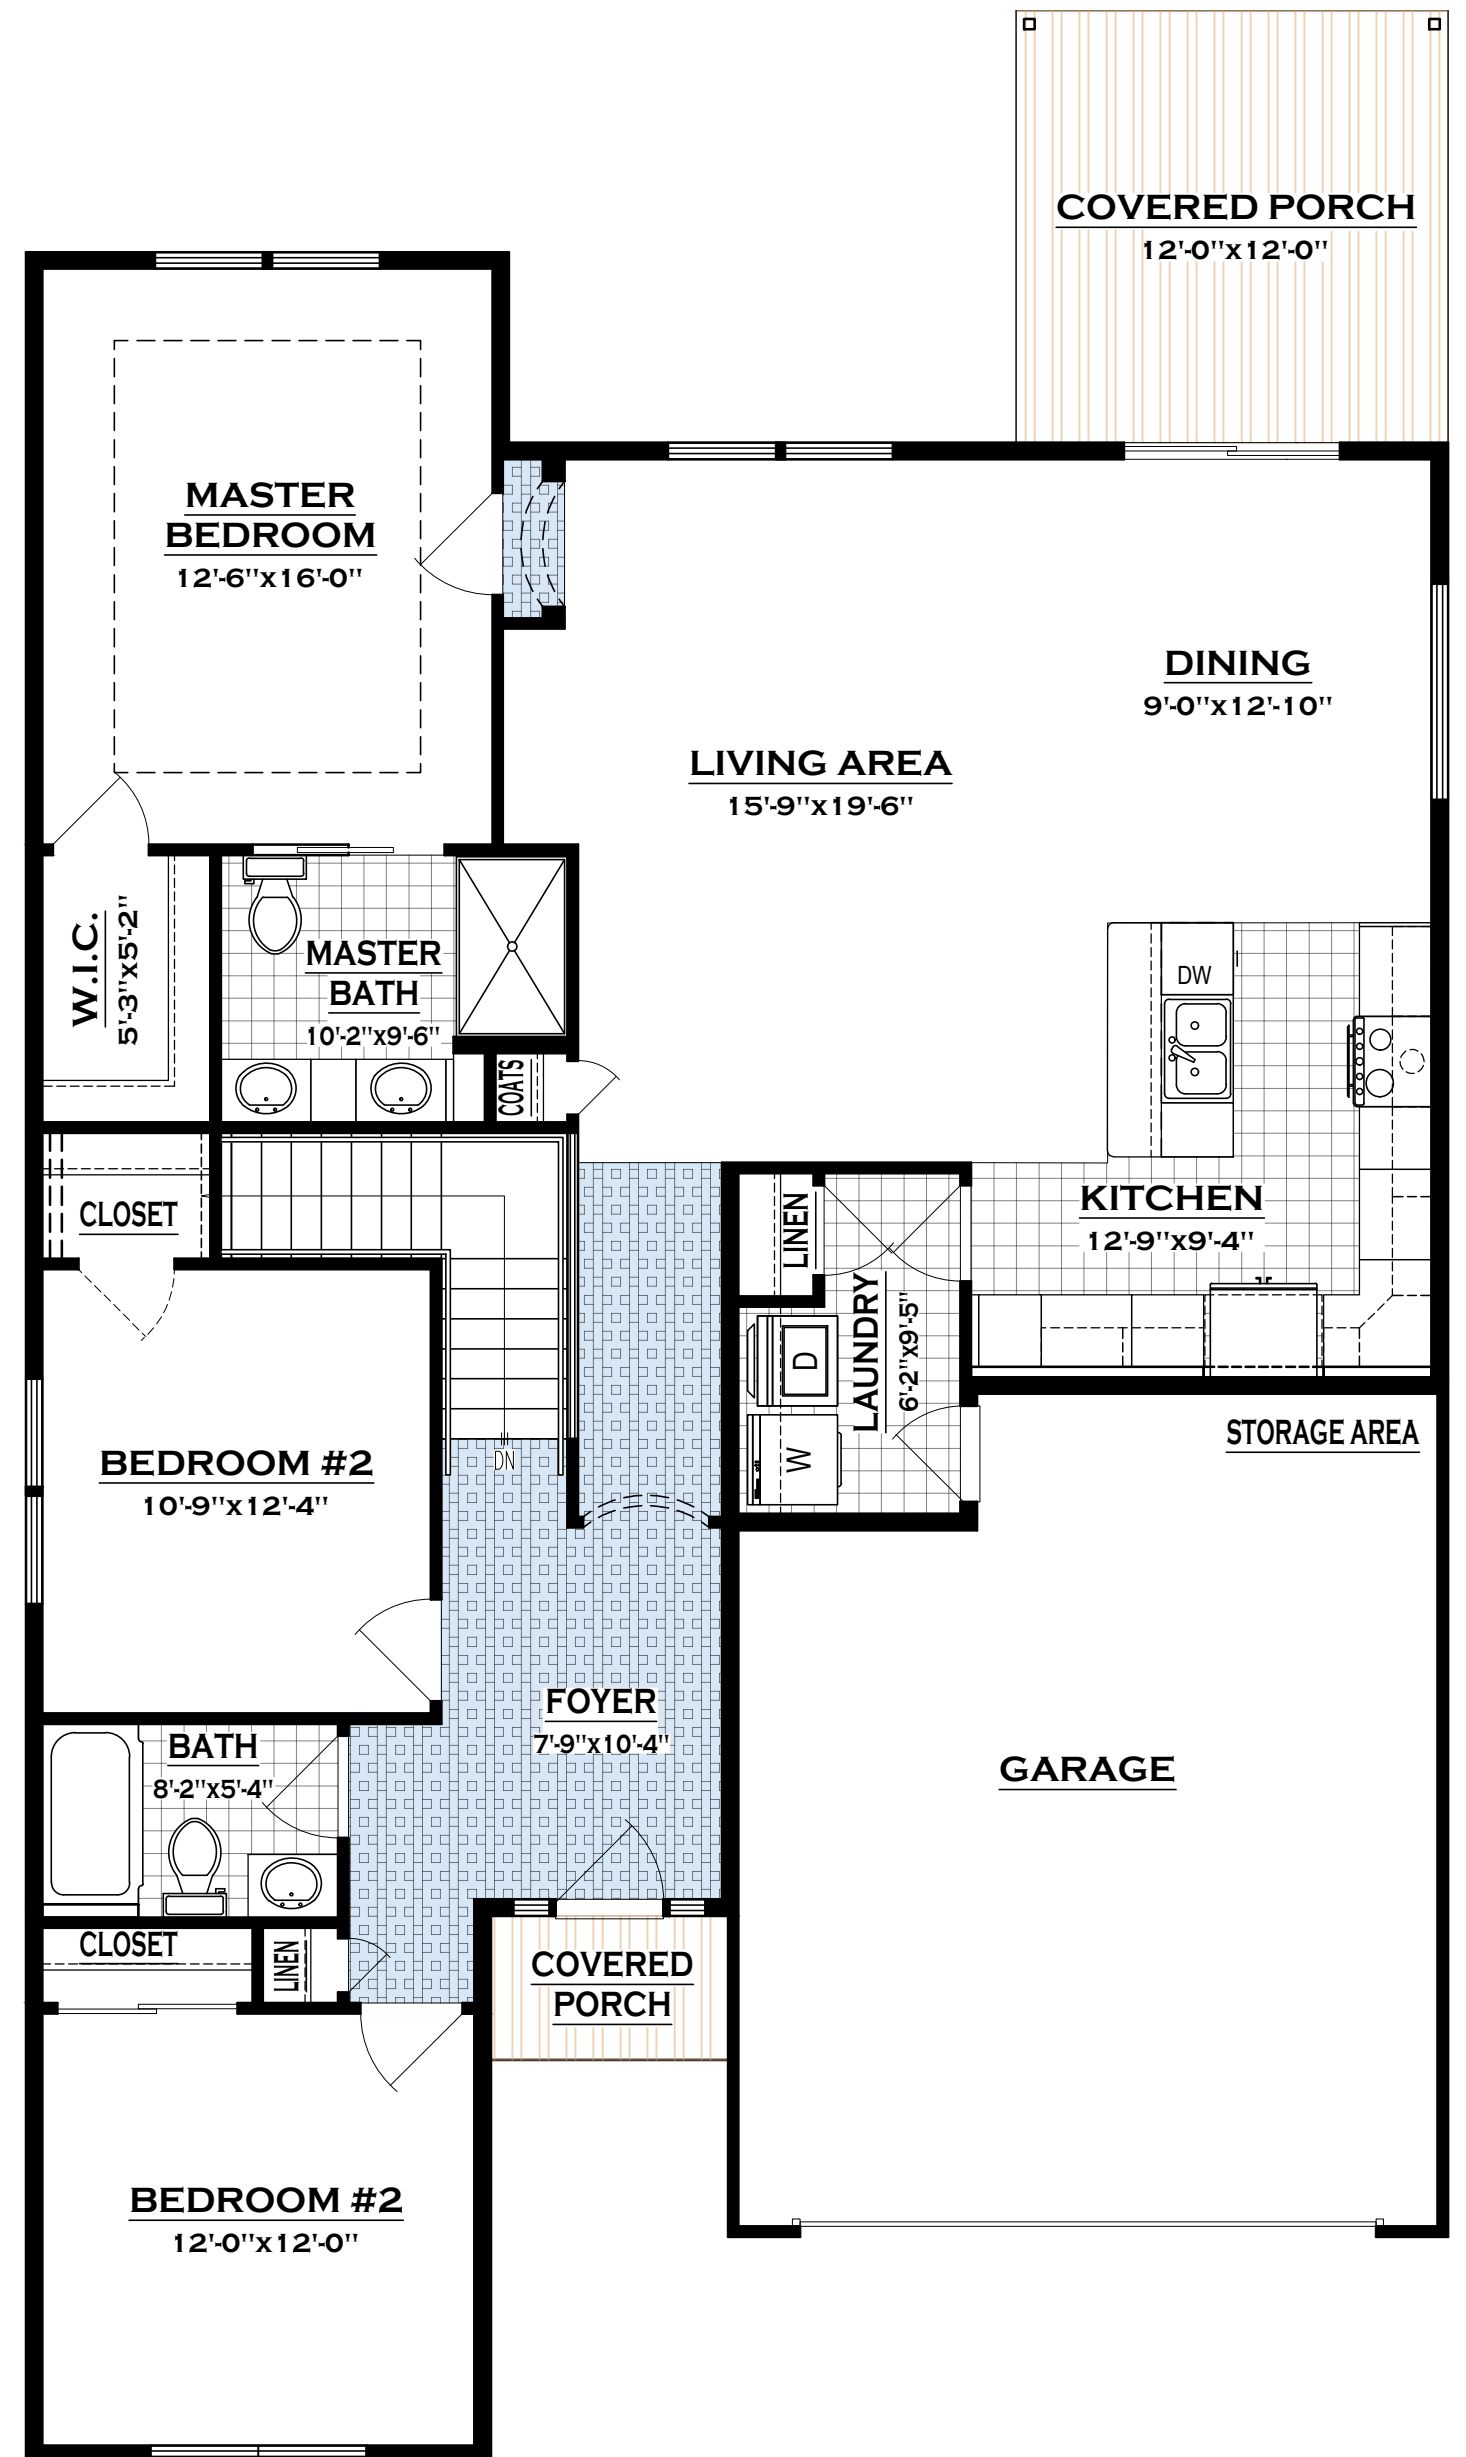 COVERED PORCH
12'-0"x12'-0"
MASTER
BEDROOM
12'-6"x16'-0"
DINING
9'-0"x12'-10"
LIVING AREA
15'-9"x19'-6"
W.I.C.
5'-3"x5'-2"
MASTER
BATH
10'-2"x9'-6"
COATS
DW
CLOSET
LINEN
KITCHEN
12'-9"x9'-4"
LAUNDRY
6'-2"x9'-5"
D
W
STORAGE AREA
DN
BEDROOM #2
10'-9"x12'-4"
FOYER
7'-9"x10'-4"
BATH
8'-2"x5'-4"
GARAGE
CLOSET
LINEN
COVERED
PORCH
BEDROOM #2
12'-0"x12'-0"